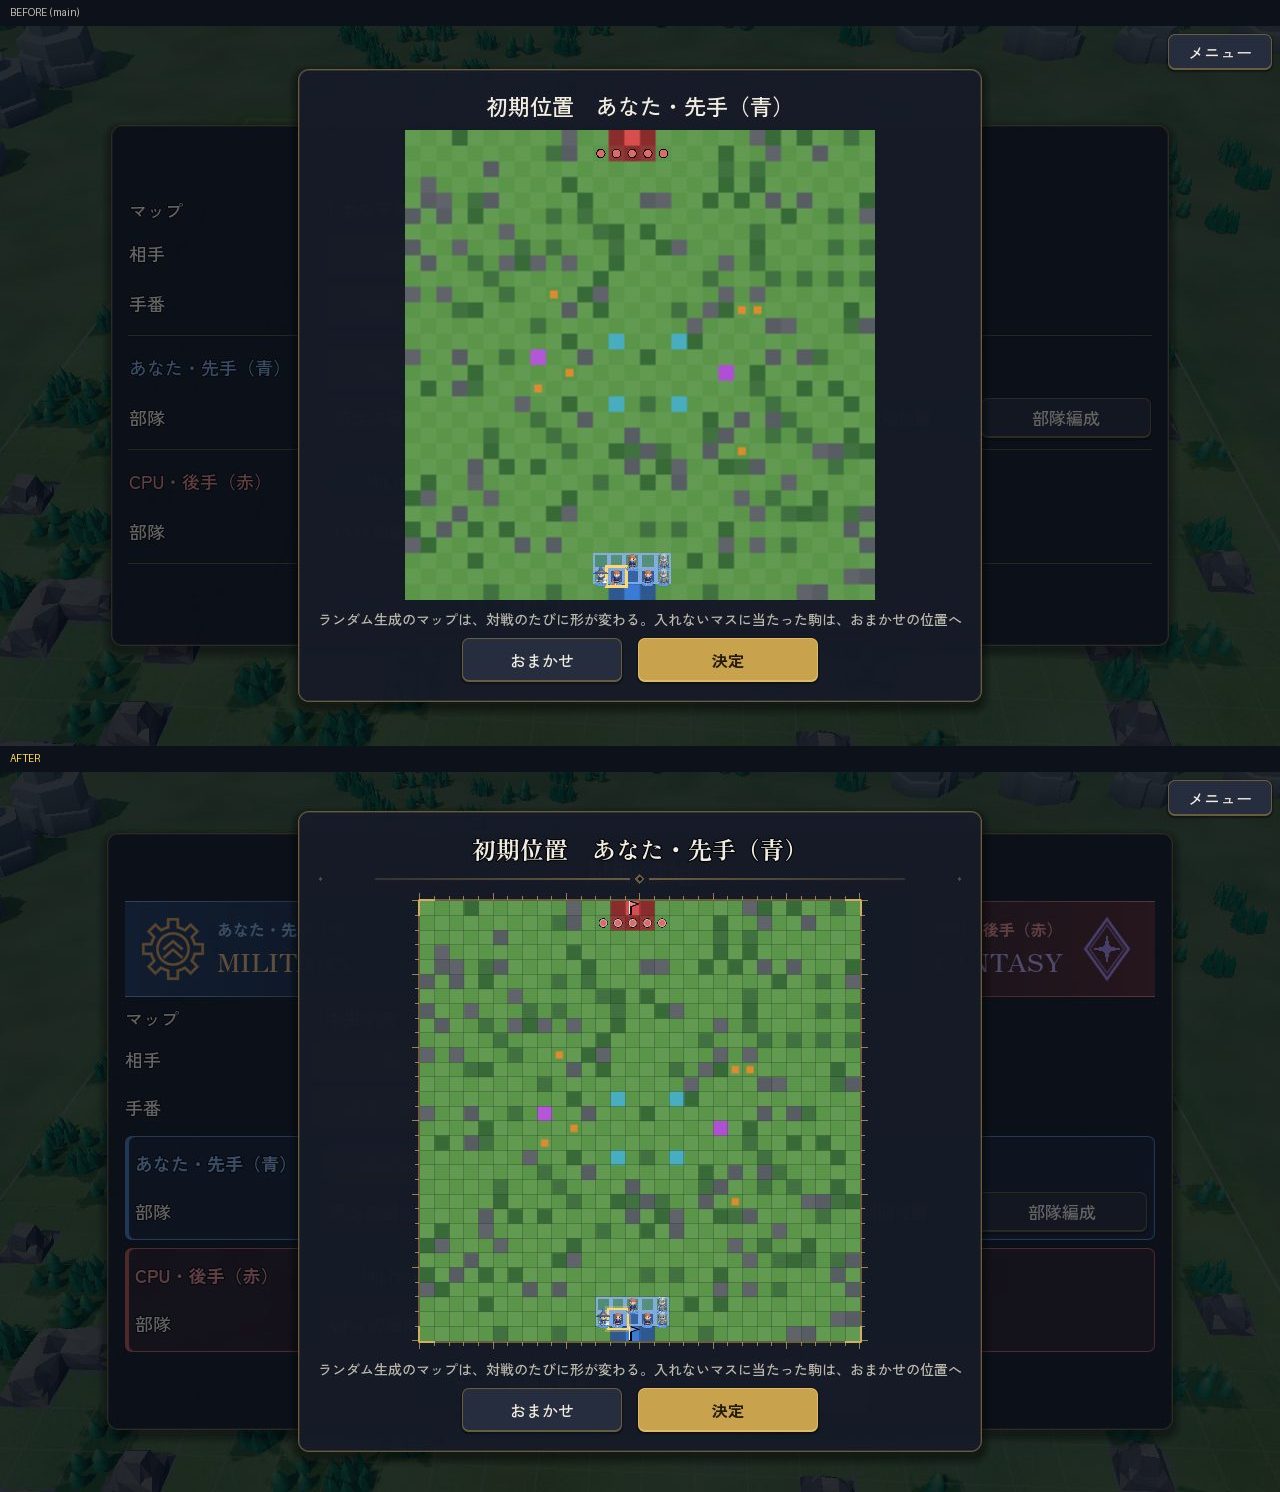 BEFORE (main)
メニュー
初期位置　あなた・先手（青）
マップ
相手
手番
あなた・先手（青）
部隊
部隊編成
CPU・後手（赤）
部隊
ランダム生成のマップは、対戦のたびに形が変わる。入れないマスに当たった駒は、おまかせの位置へ
おまかせ
決定
AFTER
メニュー
初期位置　あなた・先手（青）
あなた・先
MILIT
後手（赤）
NTASY
マップ
相手
手番
あなた・先手（青）
部隊
部隊編成
CPU・後手（赤）
部隊
ランダム生成のマップは、対戦のたびに形が変わる。入れないマスに当たった駒は、おまかせの位置へ
おまかせ
決定